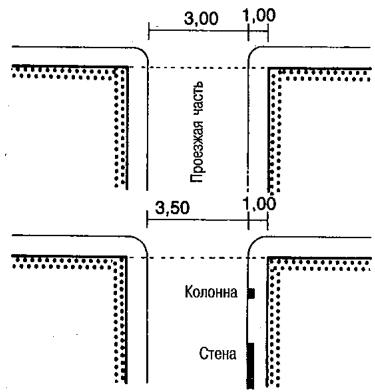 3,00 1,00
Проезжая часть
3,50 1,00
Колонна
Стена